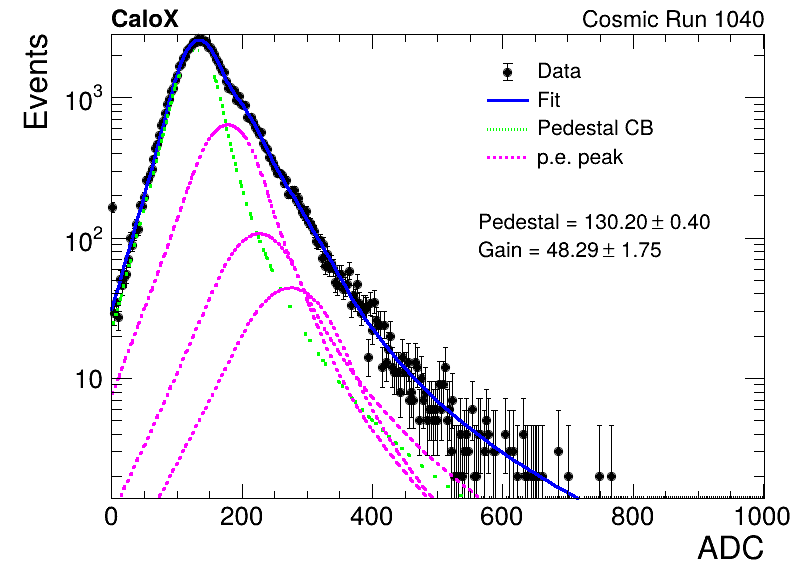 CaloX Cosmic Run 1040
Events
10³
10²
10
Data
Fit
Pedestal CB
p.e. peak
Pedestal = 130.20 ± 0.40
Gain = 48.29 ± 1.75
0 200 400 600 800 1000
ADC